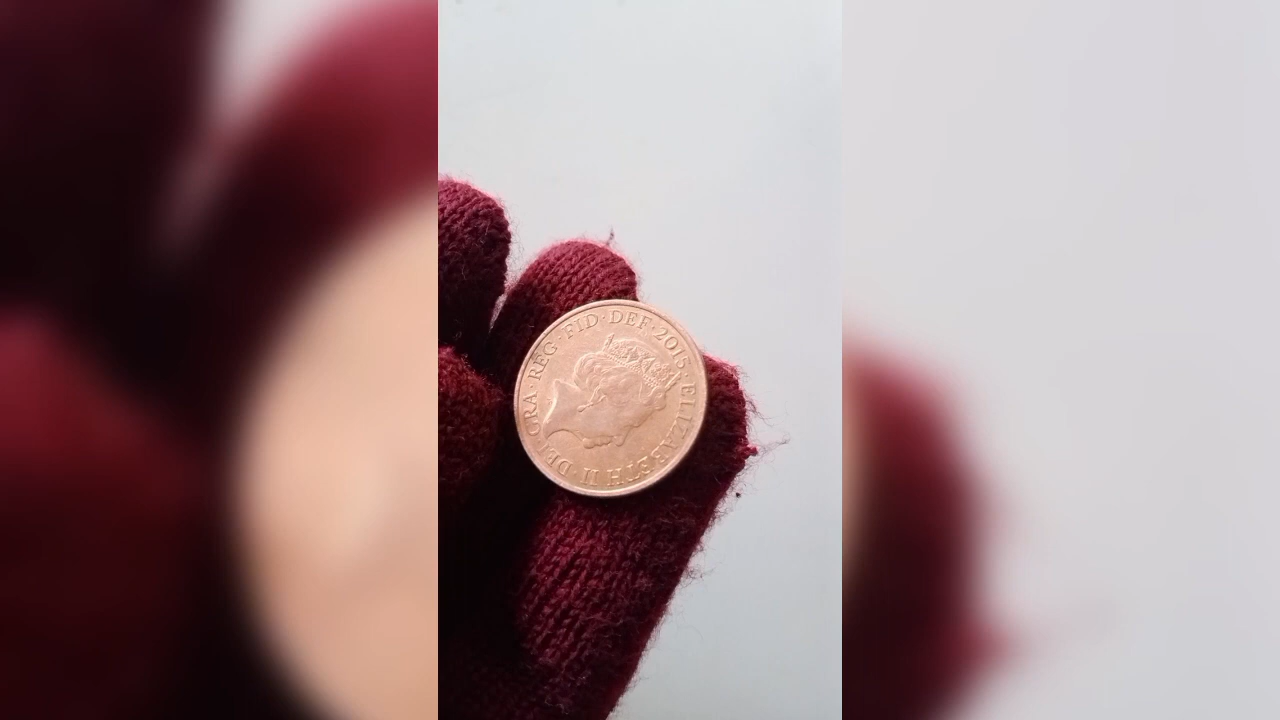 ELIZABETH II · DEI · GRA · REG · FID · DEF · 2015 ·